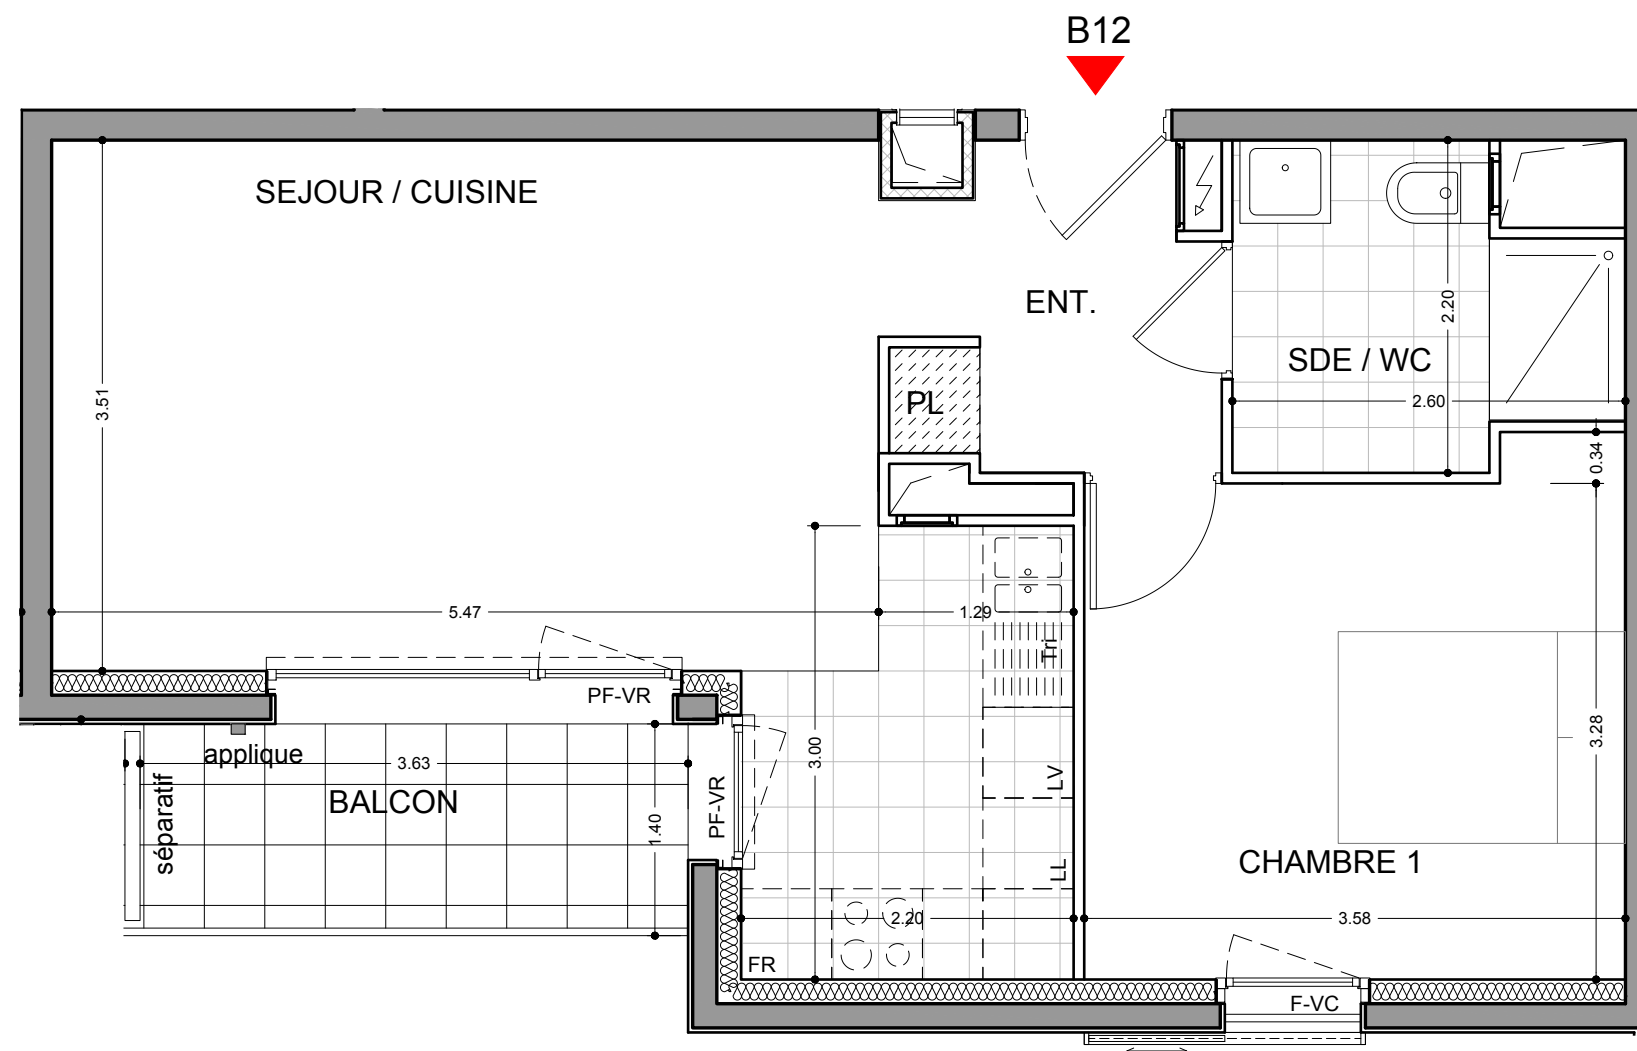 B12
SEJOUR / CUISINE
ENT.
2.20
SDE / WC
2.60
PL
3.51
0.34
5.47
1.29
Tri
PF-VR
applique
3.63
BALCON
séparatif
1.40
PF-VR
3.00
LV
LL
3.28
CHAMBRE 1
2.20
3.58
FR
F-VC